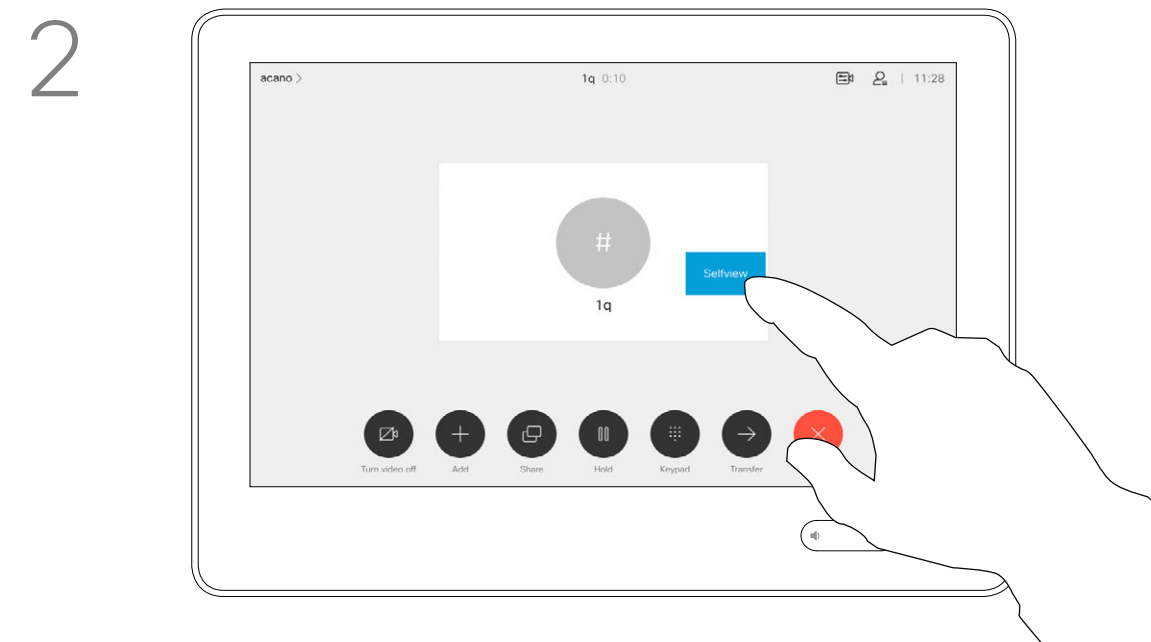 2
acano >
1q 0:10
11:28
#
Selfview
1q
Turn video off
Add
Share
Hold
Keypad
Transfer